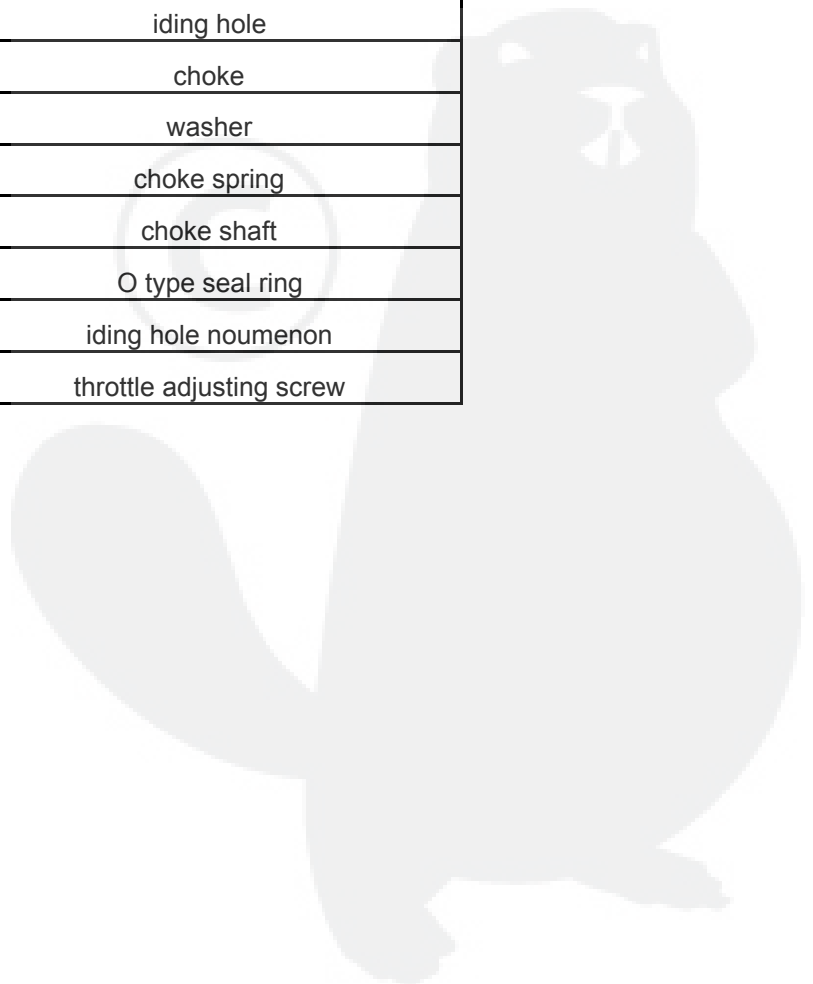 iding hole
choke
washer
choke spring
choke shaft
O type seal ring
iding hole noumenon
throttle adjusting screw
©